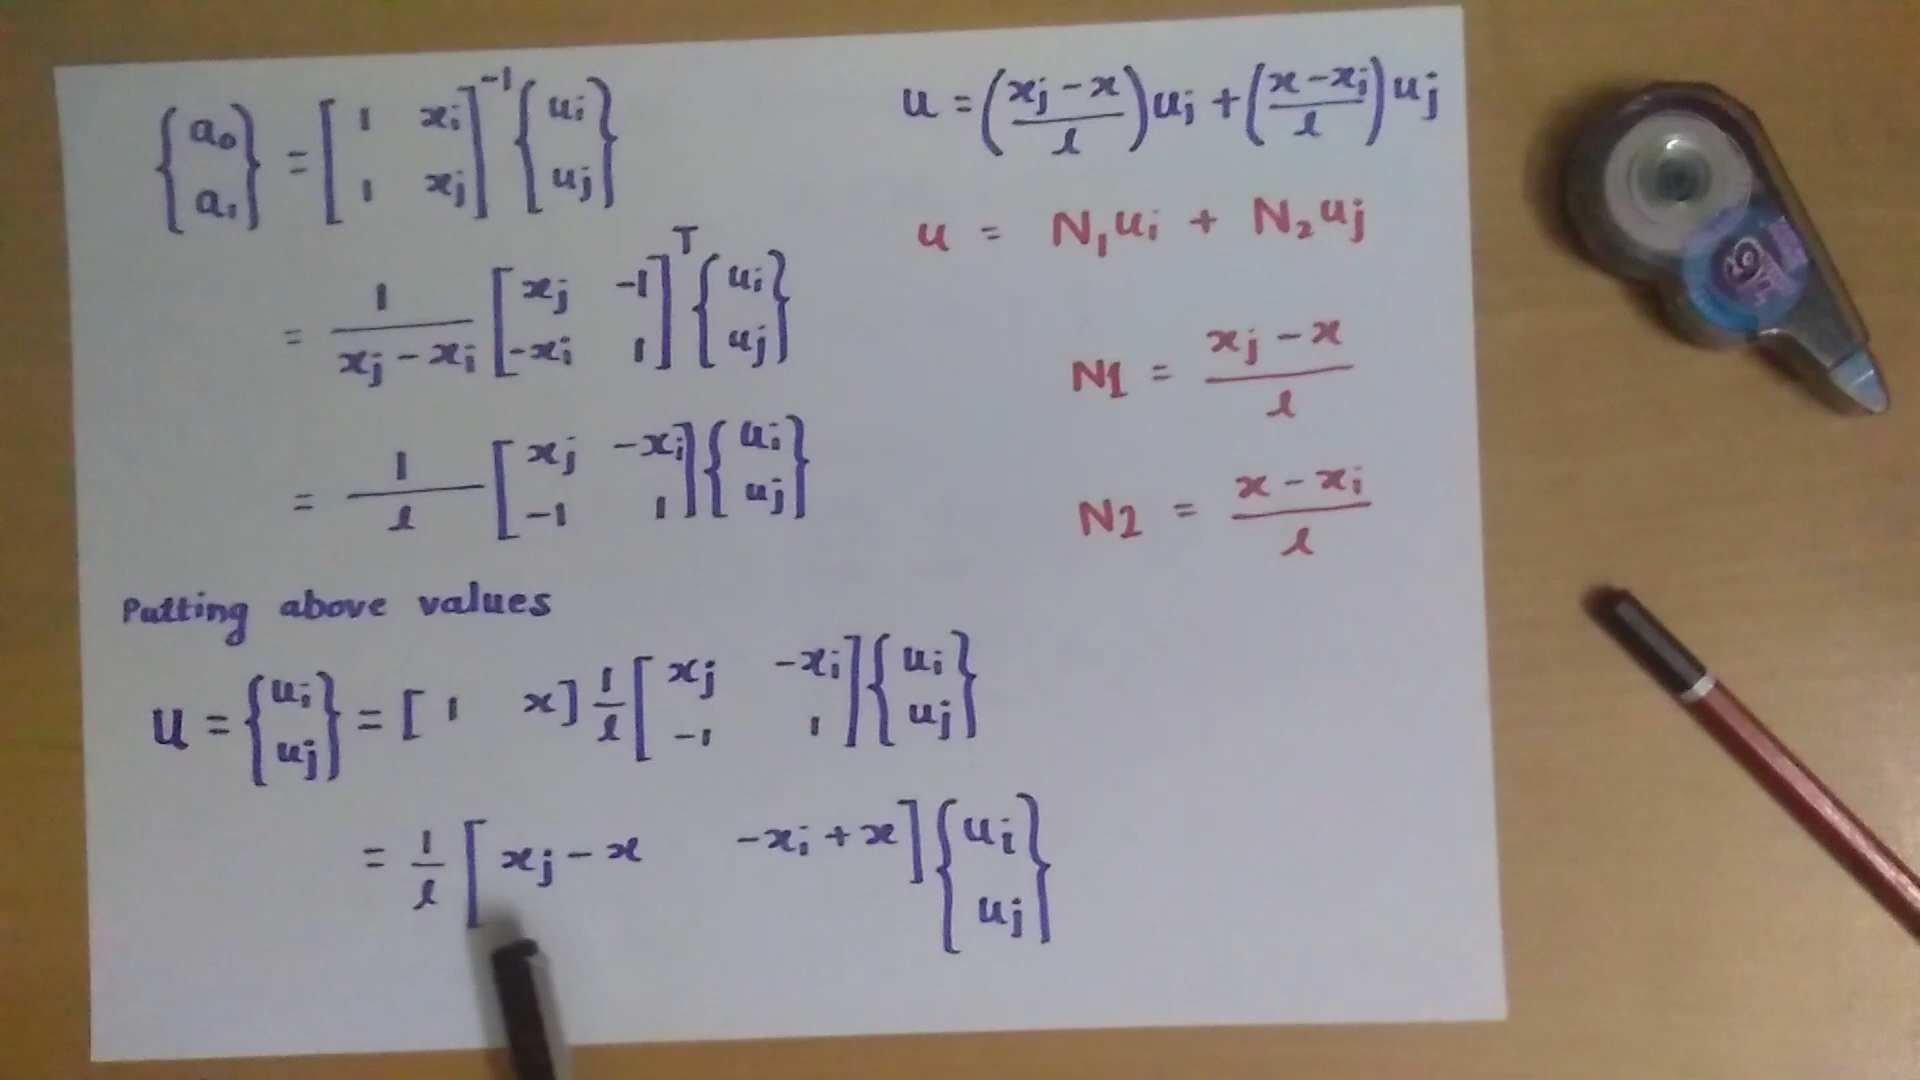 {a₀ a₁} = [1 xᵢ 1 xⱼ]⁻¹ {uᵢ uⱼ}
= 1/(xⱼ - xᵢ) [xⱼ -1 -xᵢ 1]ᵀ {uᵢ uⱼ}
= 1/l [xⱼ -xᵢ -1 1] {uᵢ uⱼ}
Putting above values
u = {uᵢ uⱼ} = [1 x] 1/l [xⱼ -xᵢ -1 1] {uᵢ uⱼ}
= 1/l [xⱼ - x -xᵢ + x] {uᵢ uⱼ}
u = ((xⱼ - x)/l) uᵢ + ((x - xᵢ)/l) uⱼ
u = N₁uᵢ + N₂uⱼ
N1 = (xⱼ - x)/l
N2 = (x - xᵢ)/l